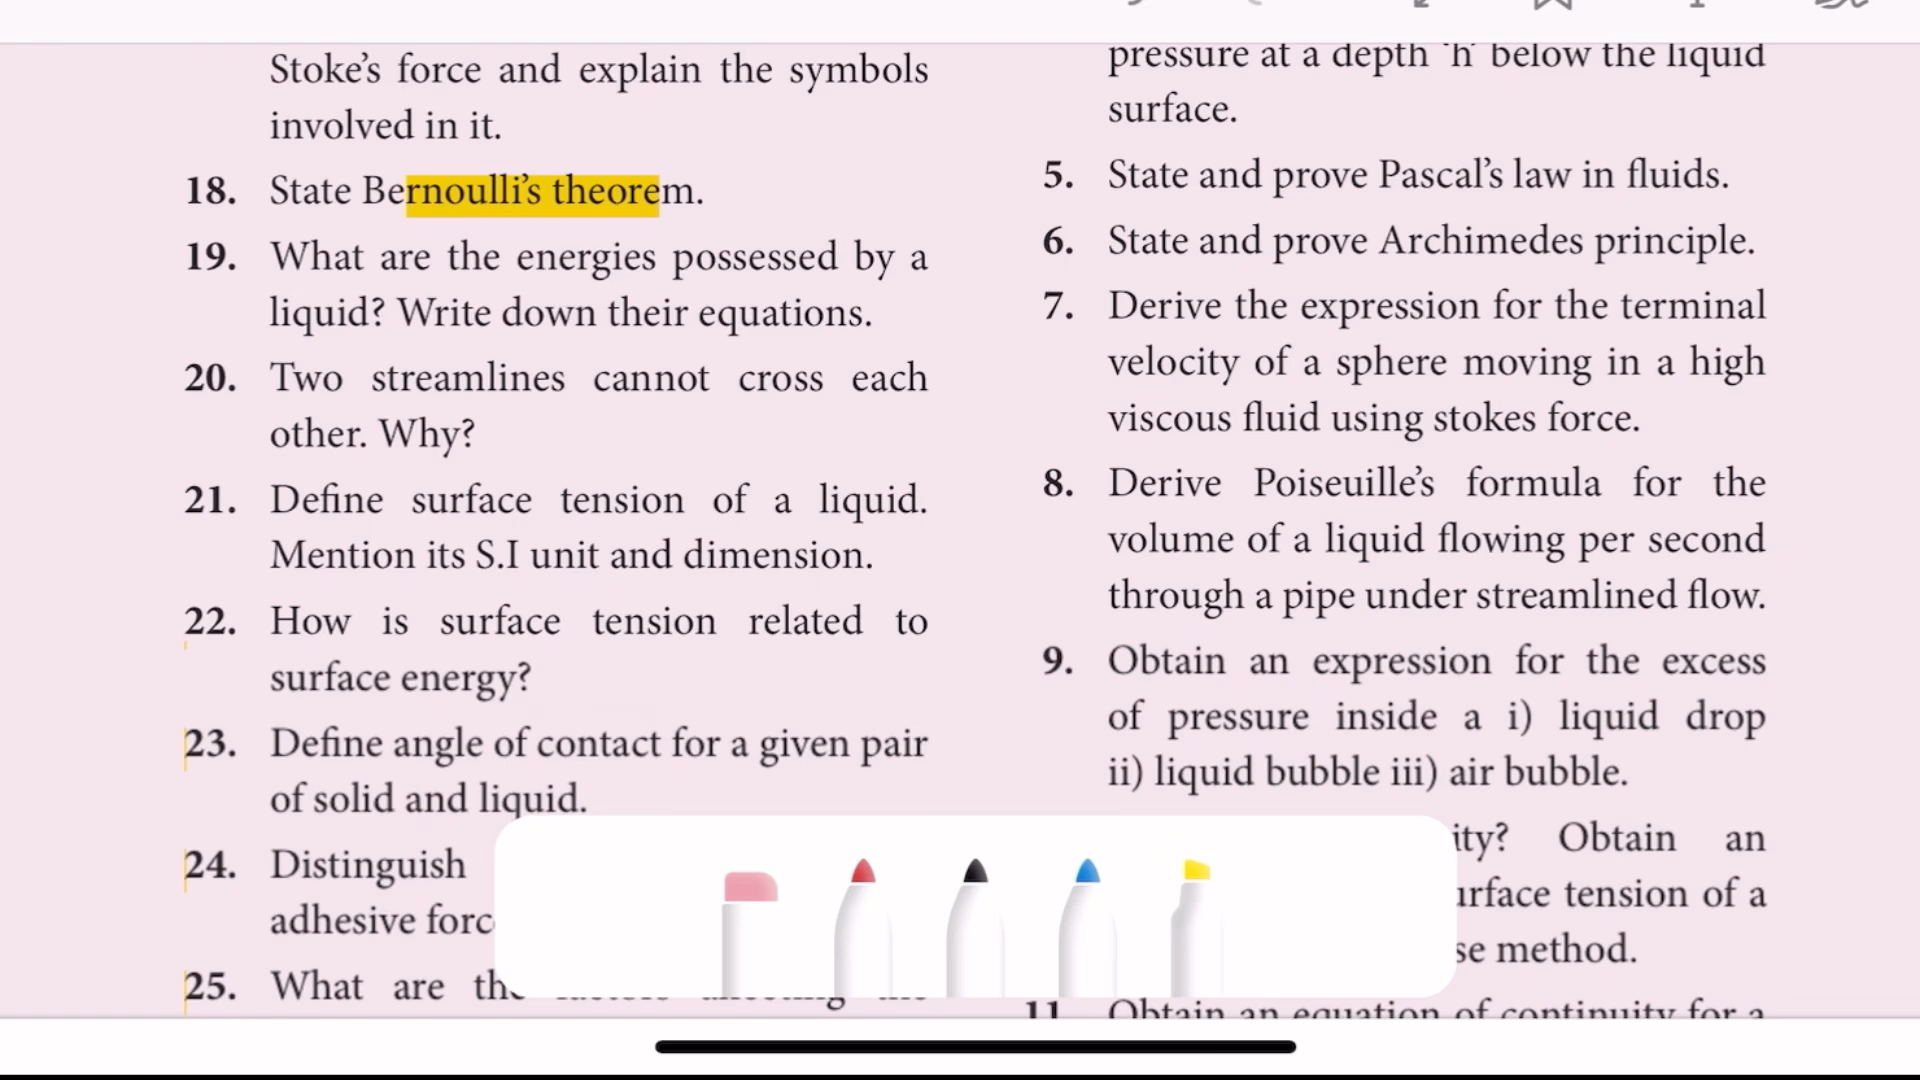 Stoke's force and explain the symbols
involved in it.
18. State Bernoulli's theorem.
19. What are the energies possessed by a
liquid? Write down their equations.
20. Two streamlines cannot cross each
other. Why?
21. Define surface tension of a liquid.
Mention its S.I unit and dimension.
22. How is surface tension related to
surface energy?
23. Define angle of contact for a given pair
of solid and liquid.
24. Distinguish
adhesive forc
25. What are the
pressure at a depth 'h' below the liquid
surface.
5. State and prove Pascal's law in fluids.
6. State and prove Archimedes principle.
7. Derive the expression for the terminal
velocity of a sphere moving in a high
viscous fluid using stokes force.
8. Derive Poiseuille's formula for the
volume of a liquid flowing per second
through a pipe under streamlined flow.
9. Obtain an expression for the excess
of pressure inside a i) liquid drop
ii) liquid bubble iii) air bubble.
ity? Obtain an
urface tension of a
se method.
11. Obtain an equation of continuity for a